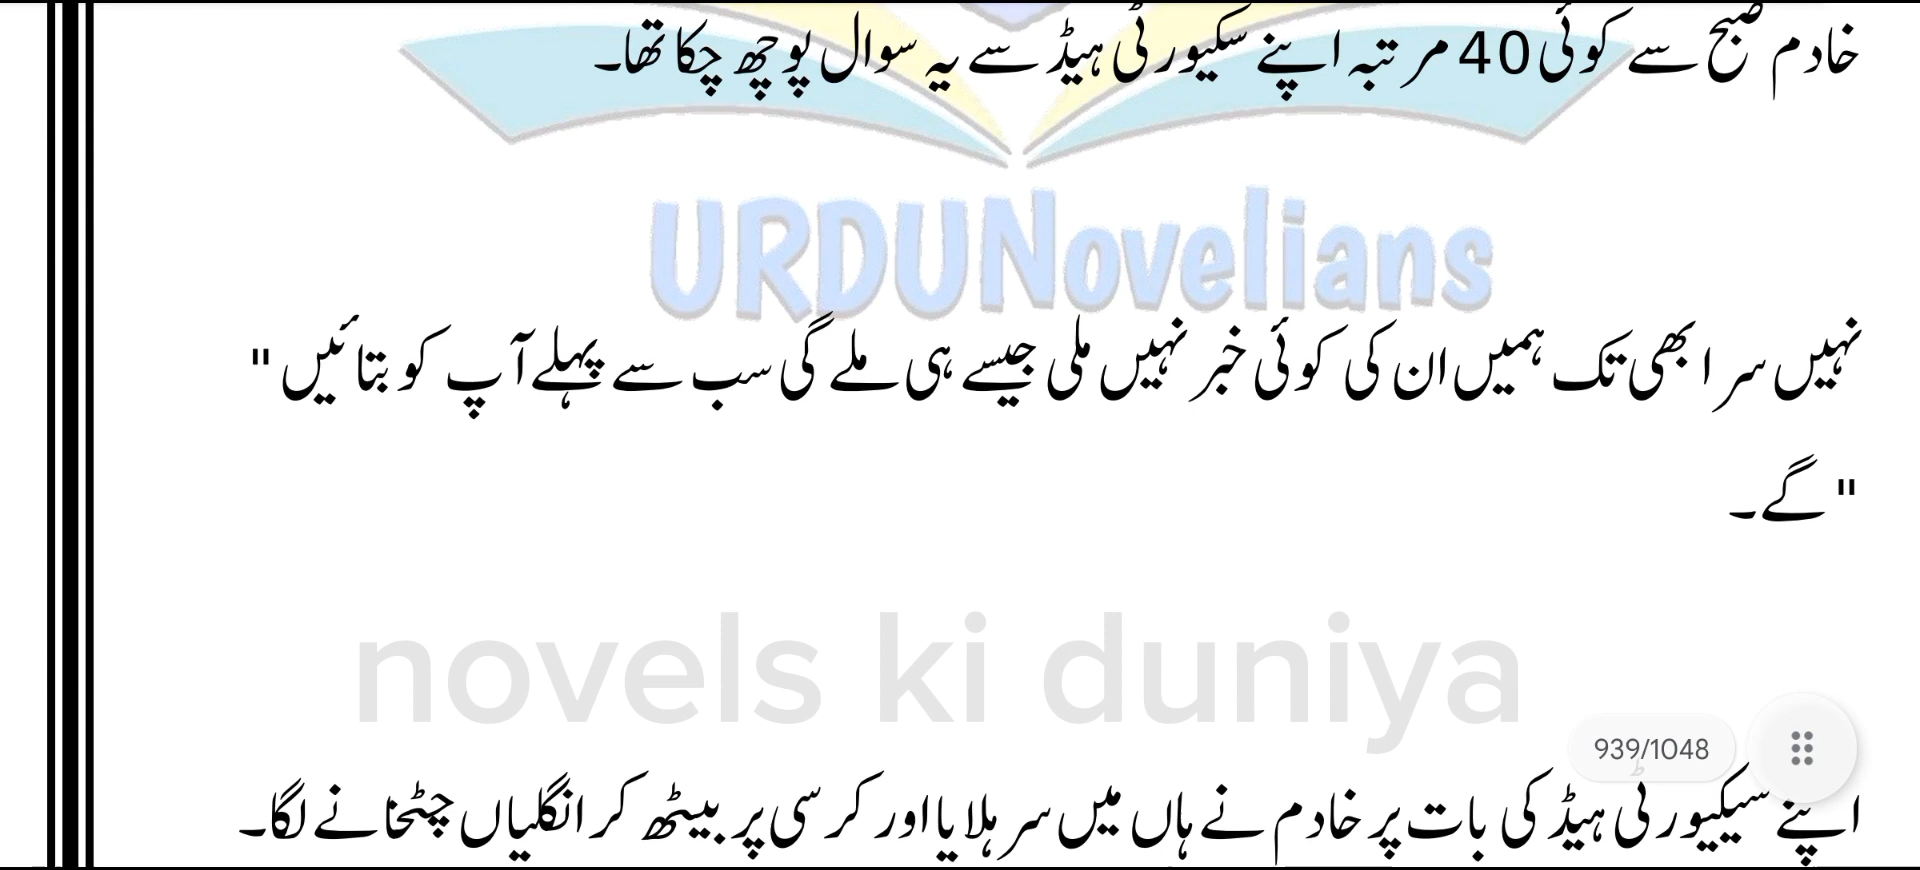 خادم صبح سے کوئی 40 مرتبہ اپنے سکیورٹی ہیڈ سے یہ سوال پوچھ چکا تھا۔
URDUNovelians
نہیں سر ابھی تک ہمیں ان کی کوئی خبر نہیں ملی جیسے ہی ملے گی سب سے پہلے آپ کو بتائیں "
"گے۔
novels ki duniya
939/1048
اپنے سیکیورٹی ہیڈ کی بات پر خادم نے ہاں میں سر ہلایا اور کرسی پر بیٹھ کر انگلیاں چٹخانے لگا۔